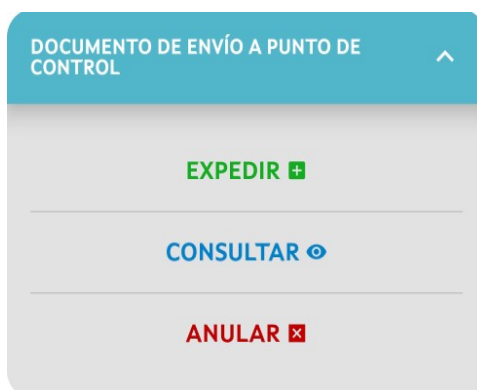 DOCUMENTO DE ENVÍO A PUNTO DE
CONTROL
EXPEDIR
CONSULTAR
ANULAR